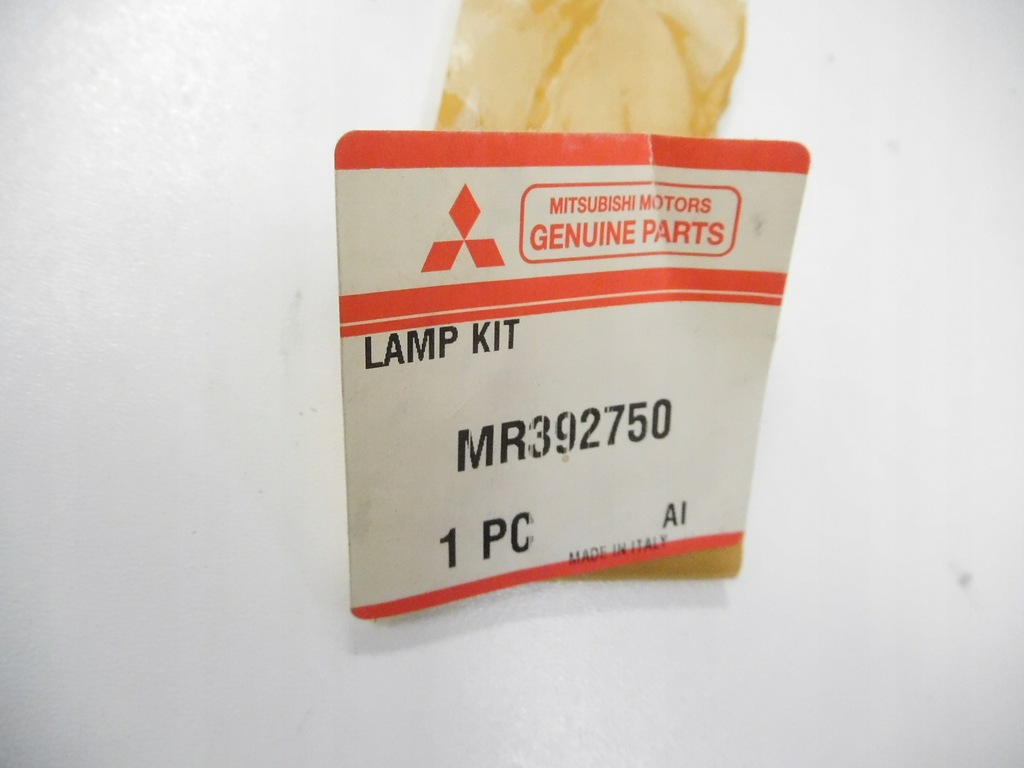 MITSUBISHI MOTORS
GENUINE PARTS
LAMP KIT
MR392750
1 PC AI
MADE IN ITALY